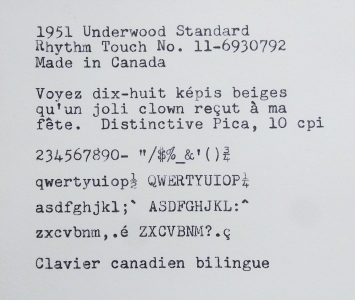 1951 Underwood Standard
Rhythm Touch No. 11-6930792
Made in Canada
Voyez dix-huit képis beiges
qu'un joli clown reçut à ma
fête. Distinctive Pica, 10 cpi
234567890- "/$%_&'()¾
qwertyuiop½ QWERTYUIOP¼
asdfghjkl;` ASDFGHJKL:^
zxcvbnm,.é ZXCVBNM?.ç
Clavier canadien bilingue